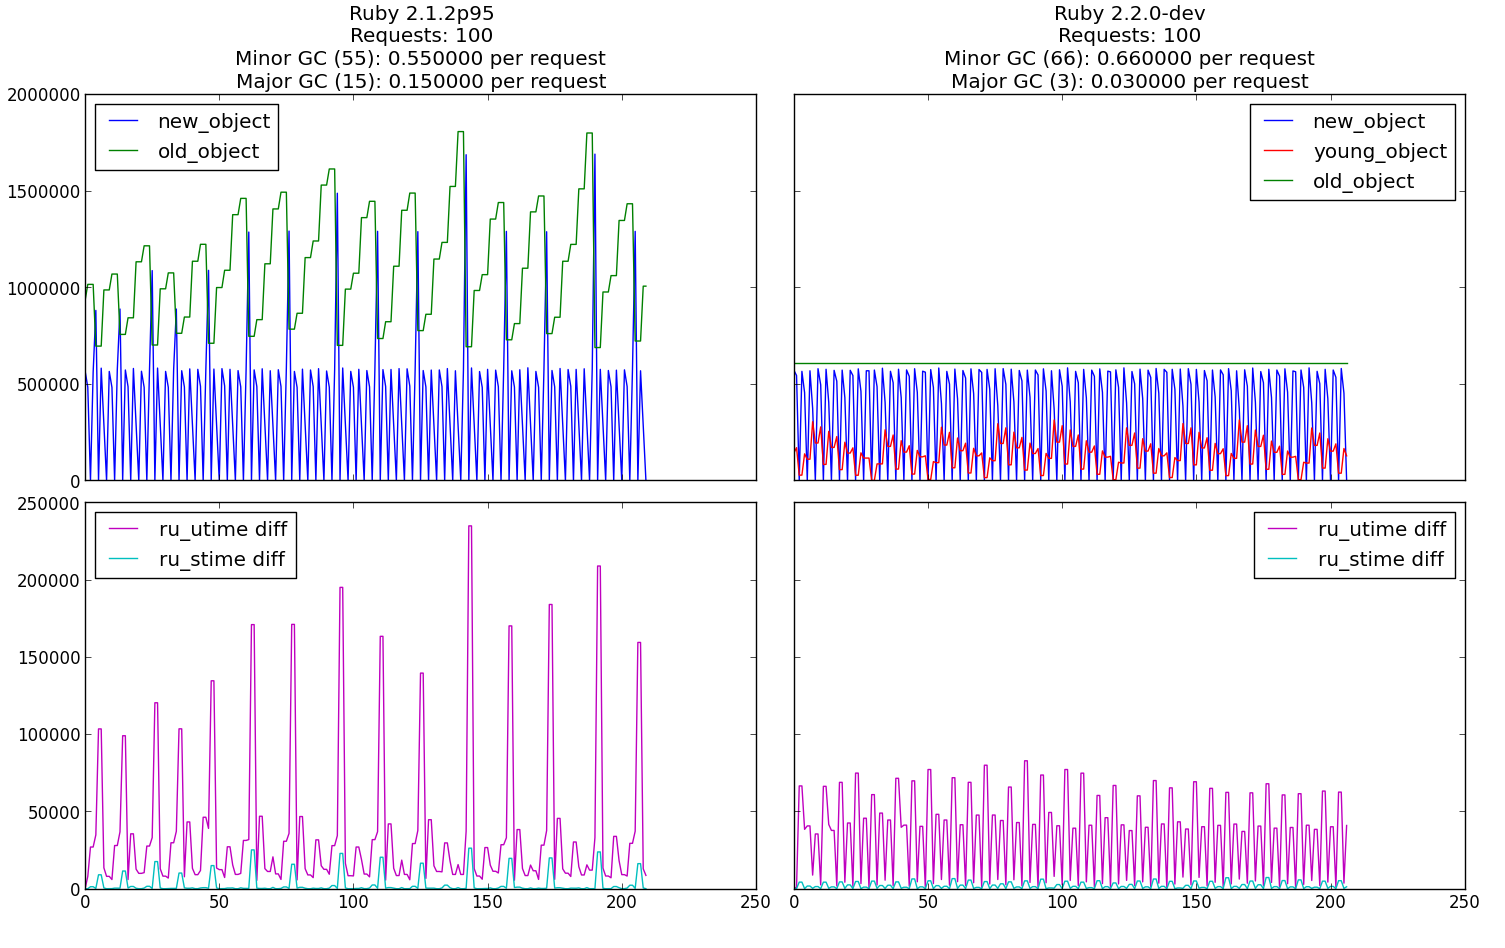 Ruby 2.1.2p95
Requests: 100
Minor GC (55): 0.550000 per request
Major GC (15): 0.150000 per request
2000000
1500000
1000000
500000
0
new_object
old_object
Ruby 2.2.0-dev
Requests: 100
Minor GC (66): 0.660000 per request
Major GC (3): 0.030000 per request
new_object
young_object
old_object
250000
200000
150000
100000
50000
0
ru_utime diff
ru_stime diff
0 50 100 150 200 250
ru_utime diff
ru_stime diff
0 50 100 150 200 250